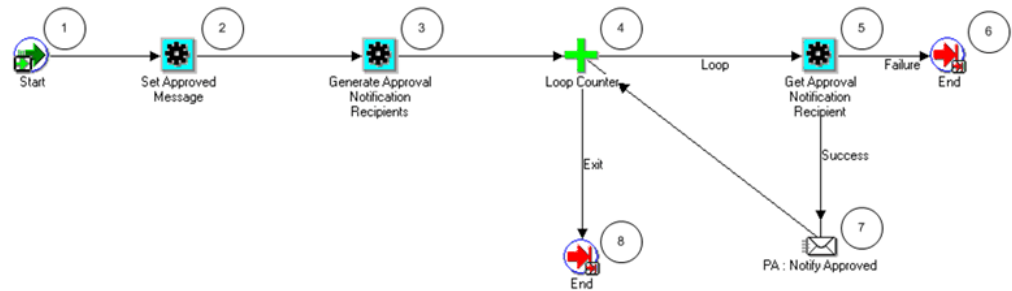 1
2
3
4
5
6
Start
Set Approved
Message
Generate Approval
Notification
Recipients
Loop Counter
Loop
Get Approval
Notification
Recipient
Failure
End
Exit
Success
8
7
End
PA : Notify Approved